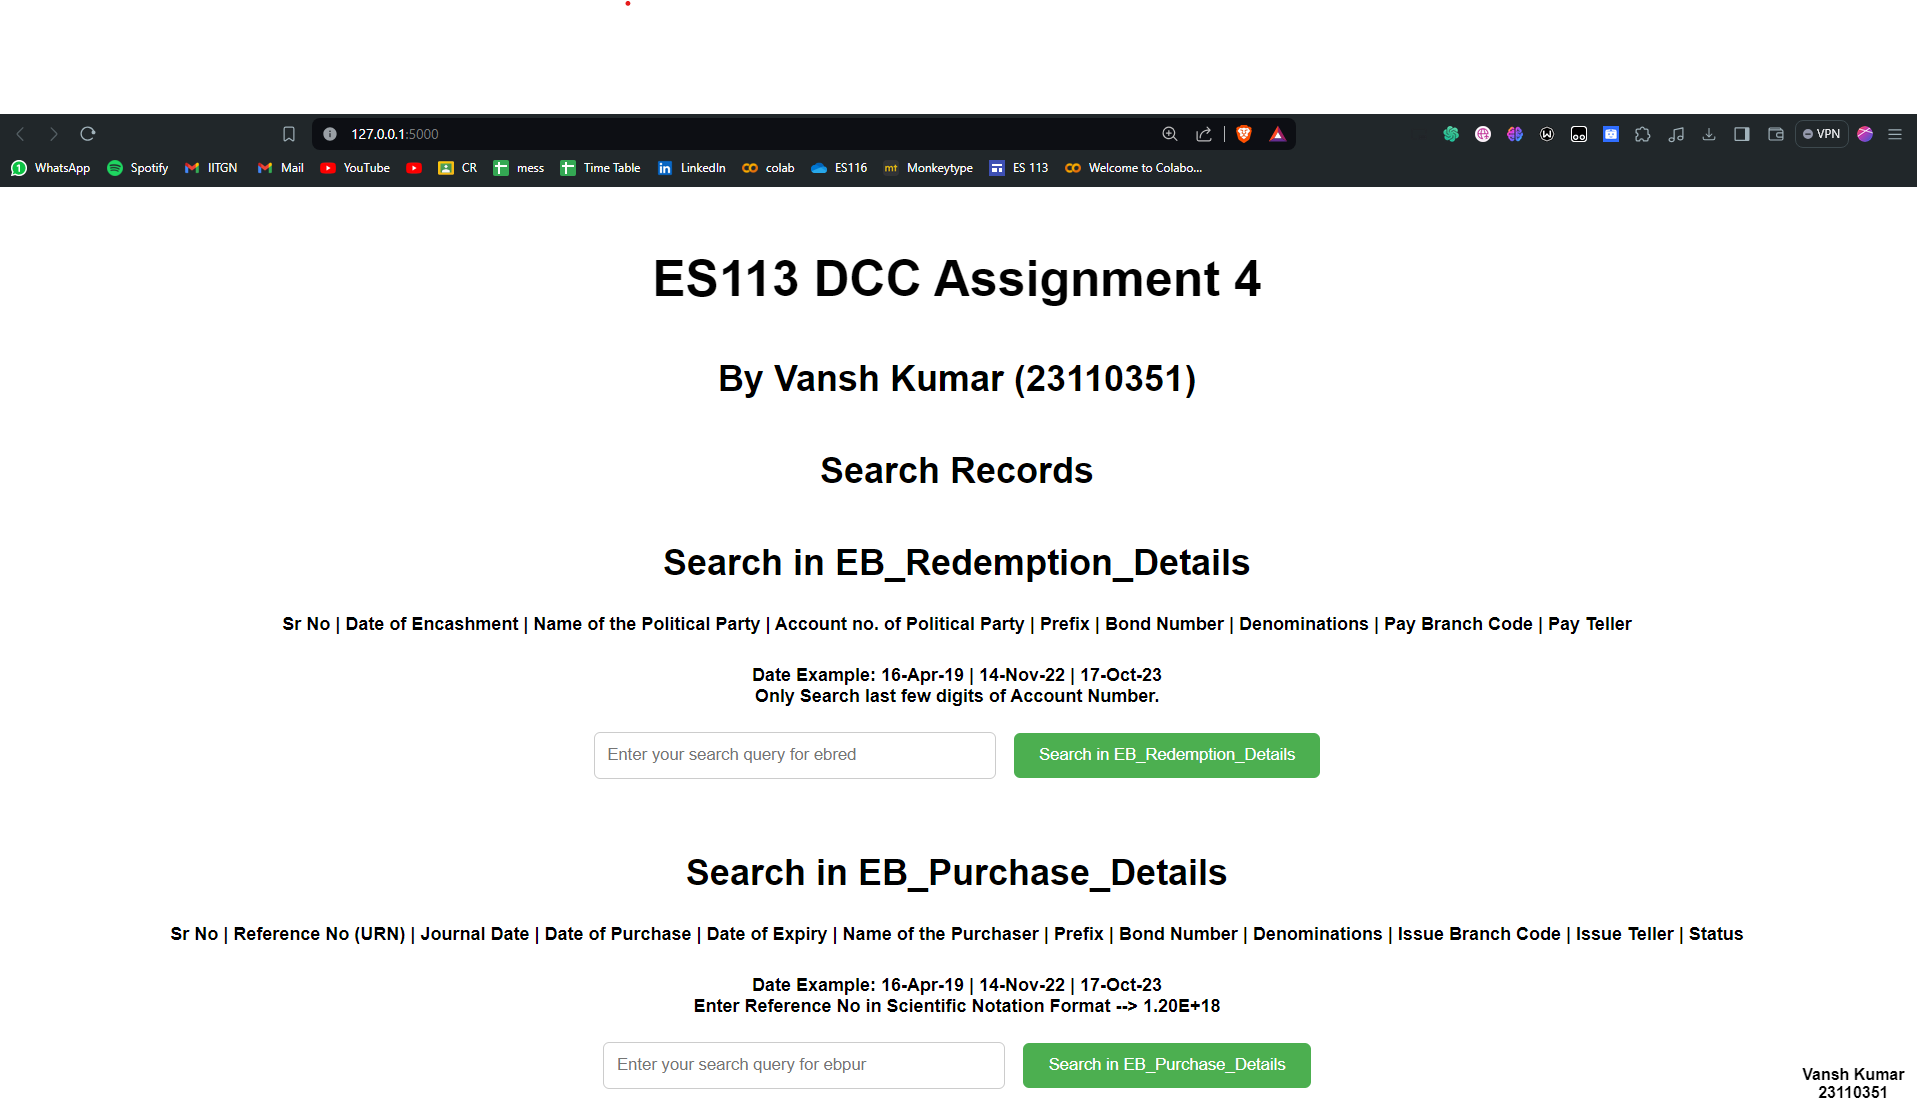 127.0.0.1:5000
VPN
WhatsApp Spotify IITGN Mail YouTube CR mess Time Table LinkedIn colab ES116 mt Monkeytype ES 113 Welcome to Colabo...
ES113 DCC Assignment 4
By Vansh Kumar (23110351)
Search Records
Search in EB_Redemption_Details
Sr No | Date of Encashment | Name of the Political Party | Account no. of Political Party | Prefix | Bond Number | Denominations | Pay Branch Code | Pay Teller
Date Example: 16-Apr-19 | 14-Nov-22 | 17-Oct-23
Only Search last few digits of Account Number.
Enter your search query for ebred
Search in EB_Redemption_Details
Search in EB_Purchase_Details
Sr No | Reference No (URN) | Journal Date | Date of Purchase | Date of Expiry | Name of the Purchaser | Prefix | Bond Number | Denominations | Issue Branch Code | Issue Teller | Status
Date Example: 16-Apr-19 | 14-Nov-22 | 17-Oct-23
Enter Reference No in Scientific Notation Format --> 1.20E+18
Enter your search query for ebpur
Search in EB_Purchase_Details
Vansh Kumar
23110351